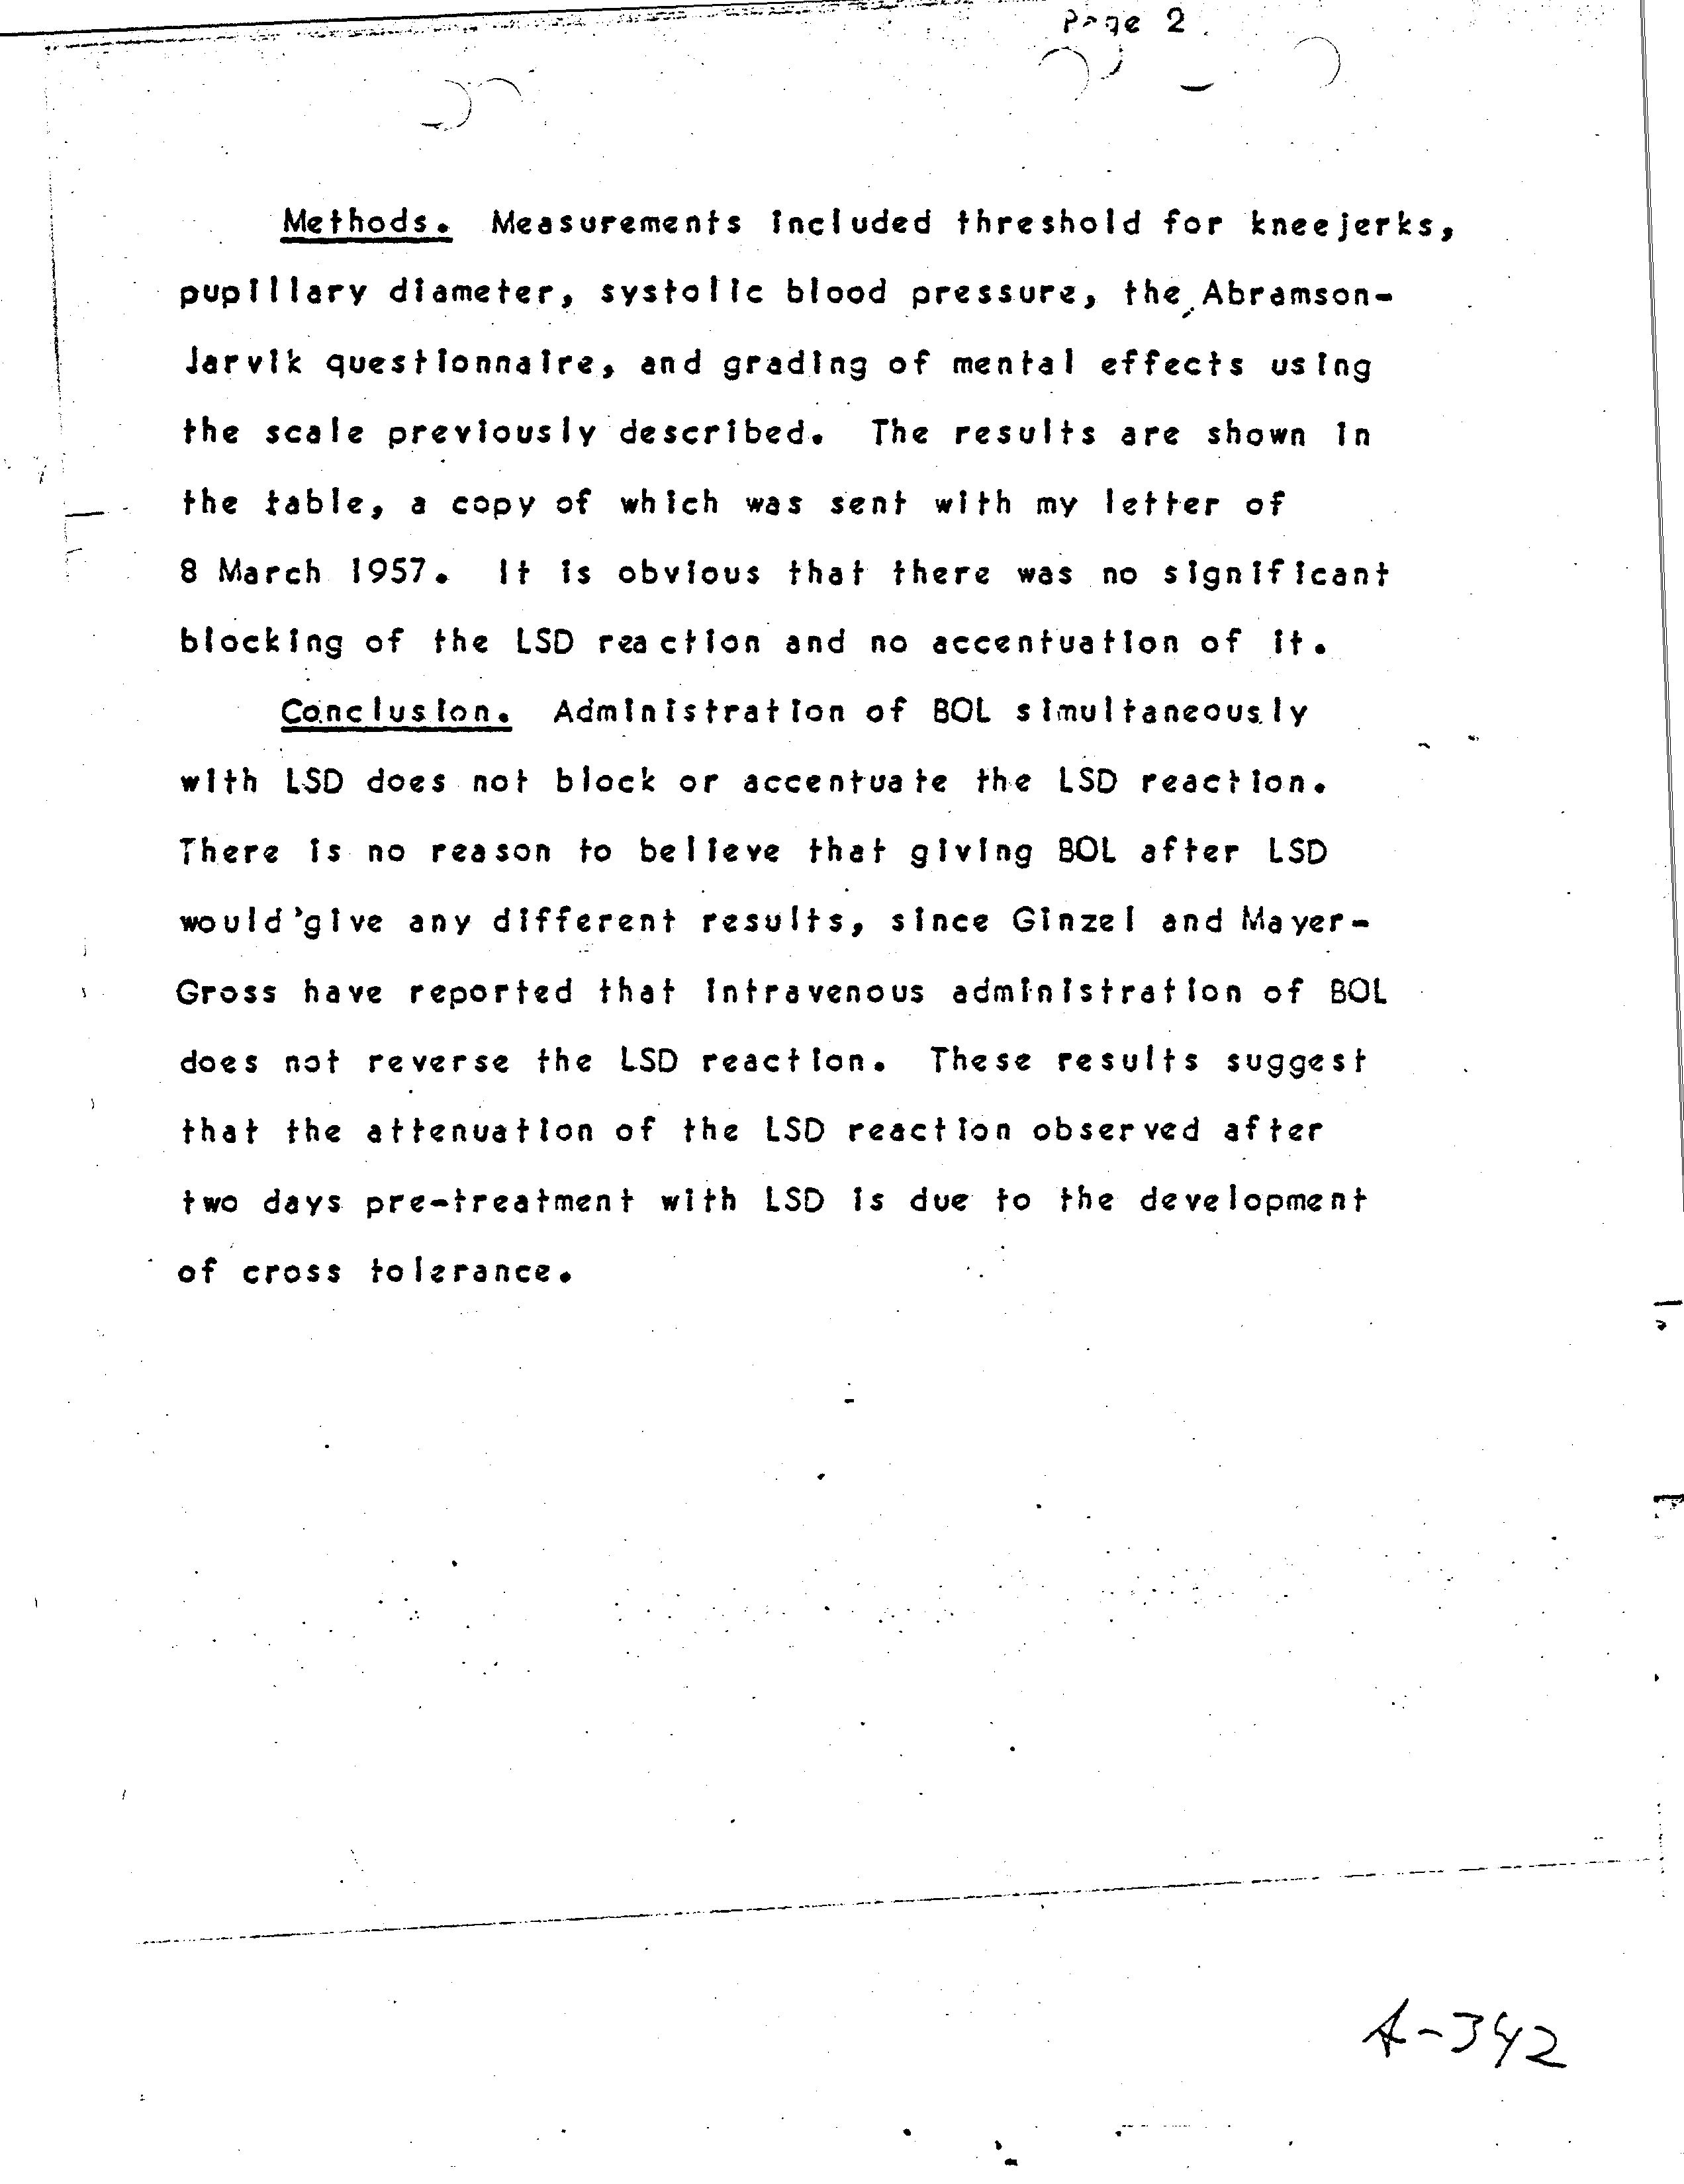 Page 2
Methods. Measurements included threshold for kneejerks,
pupillary diameter, systolic blood pressure, the Abramson-
Jarvik questionnaire, and grading of mental effects using
the scale previously described. The results are shown in
the table, a copy of which was sent with my letter of
8 March 1957. It is obvious that there was no significant
blocking of the LSD reaction and no accentuation of it.
Conclusion. Administration of BOL simultaneously
with LSD does not block or accentuate the LSD reaction.
There is no reason to believe that giving BOL after LSD
would give any different results, since Ginzel and Mayer-
Gross have reported that intravenous administration of BOL
does not reverse the LSD reaction. These results suggest
that the attenuation of the LSD reaction observed after
two days pre-treatment with LSD is due to the development
of cross tolerance.
A-342